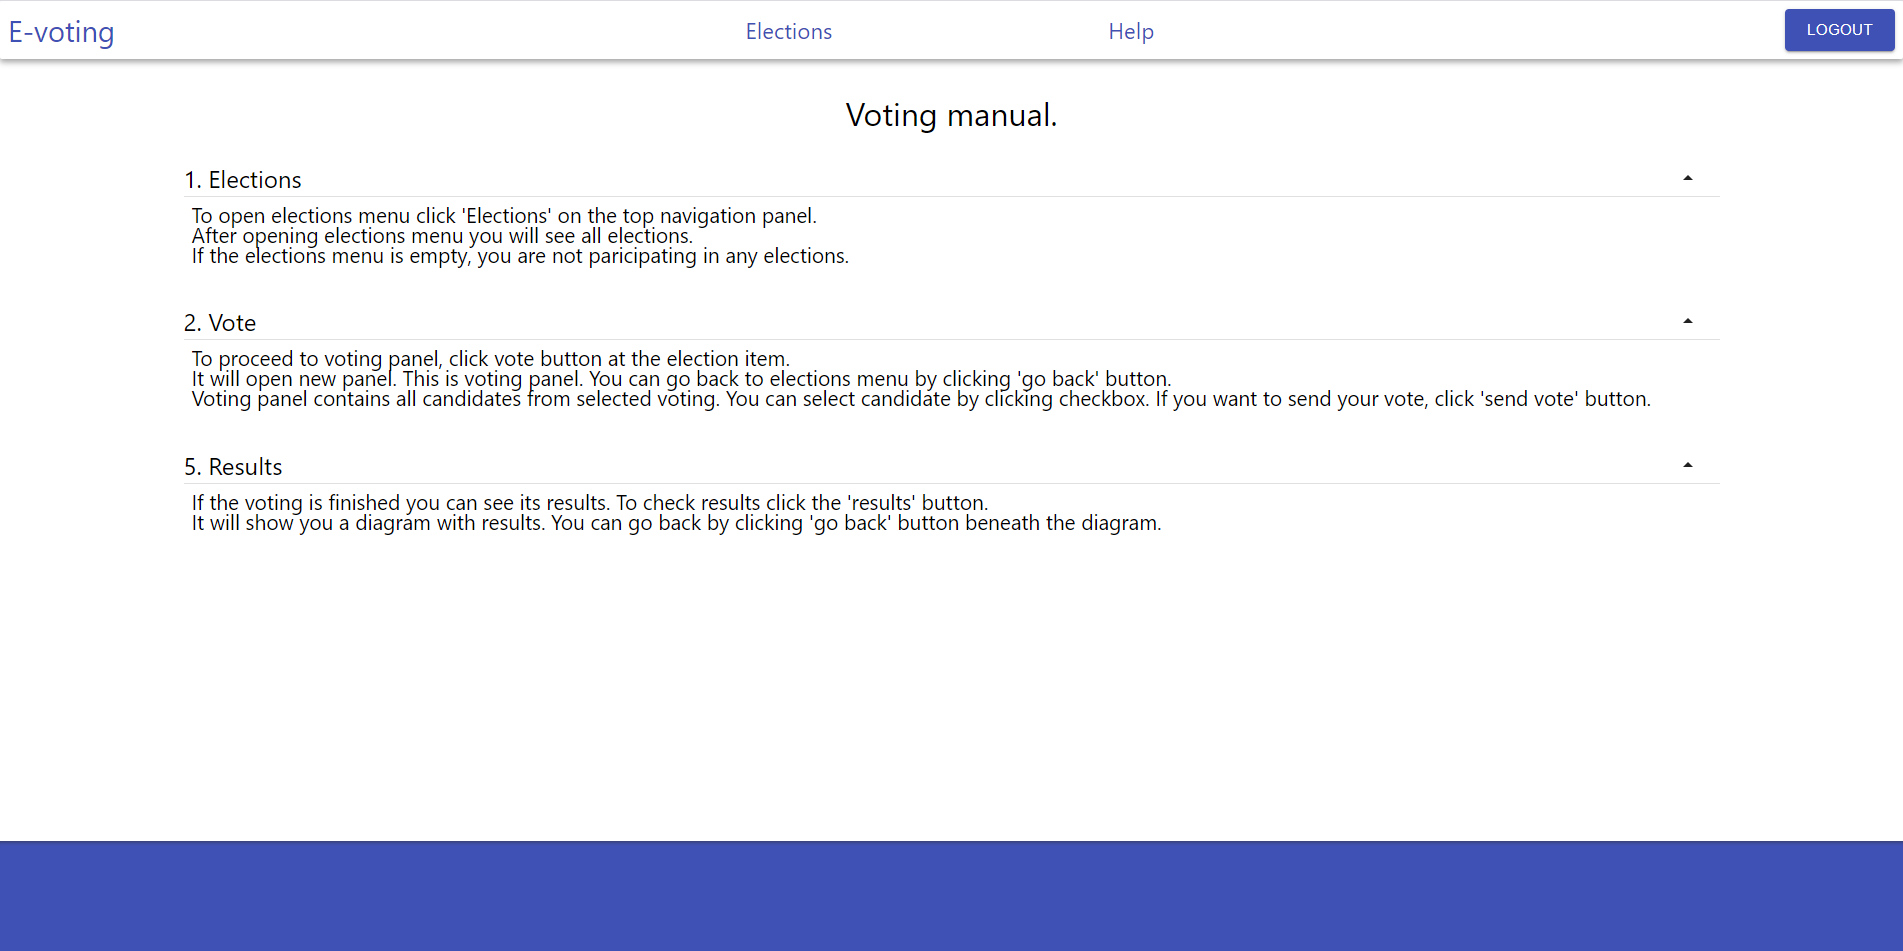 E-voting
Elections
Help
LOGOUT
Voting manual.
1. Elections
To open elections menu click 'Elections' on the top navigation panel.
After opening elections menu you will see all elections.
If the elections menu is empty, you are not paricipating in any elections.
2. Vote
To proceed to voting panel, click vote button at the election item.
It will open new panel. This is voting panel. You can go back to elections menu by clicking 'go back' button.
Voting panel contains all candidates from selected voting. You can select candidate by clicking checkbox. If you want to send your vote, click 'send vote' button.
5. Results
If the voting is finished you can see its results. To check results click the 'results' button.
It will show you a diagram with results. You can go back by clicking 'go back' button beneath the diagram.